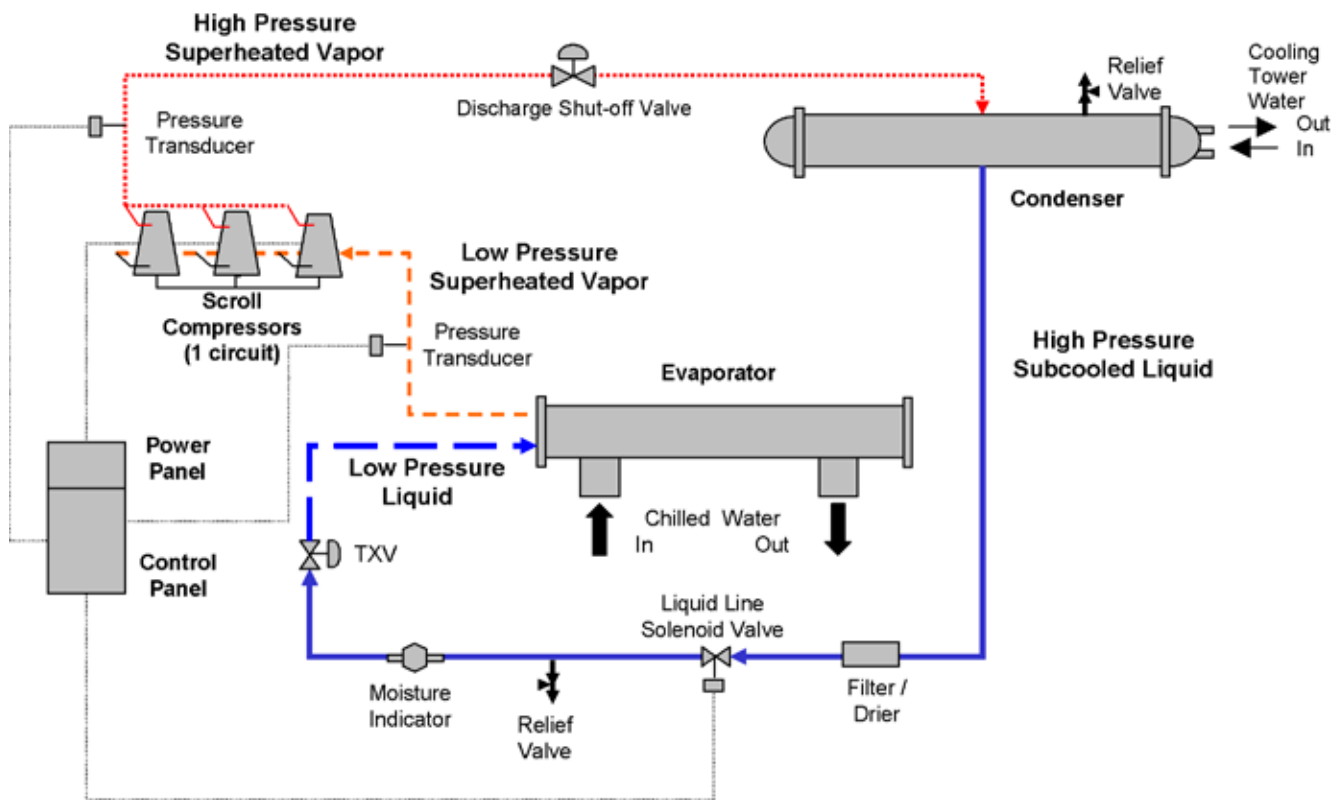 High Pressure
Superheated Vapor
Discharge Shut-off Valve
Relief
Valve
Cooling
Tower
Water
Out
In
Pressure
Transducer
Condenser
Low Pressure
Superheated Vapor
Scroll
Compressors
(1 circuit)
Pressure
Transducer
High Pressure
Subcooled Liquid
Evaporator
Power
Panel
Low Pressure
Liquid
Chilled Water
In Out
TXV
Control
Panel
Liquid Line
Solenoid Valve
Moisture
Indicator
Relief
Valve
Filter /
Drier